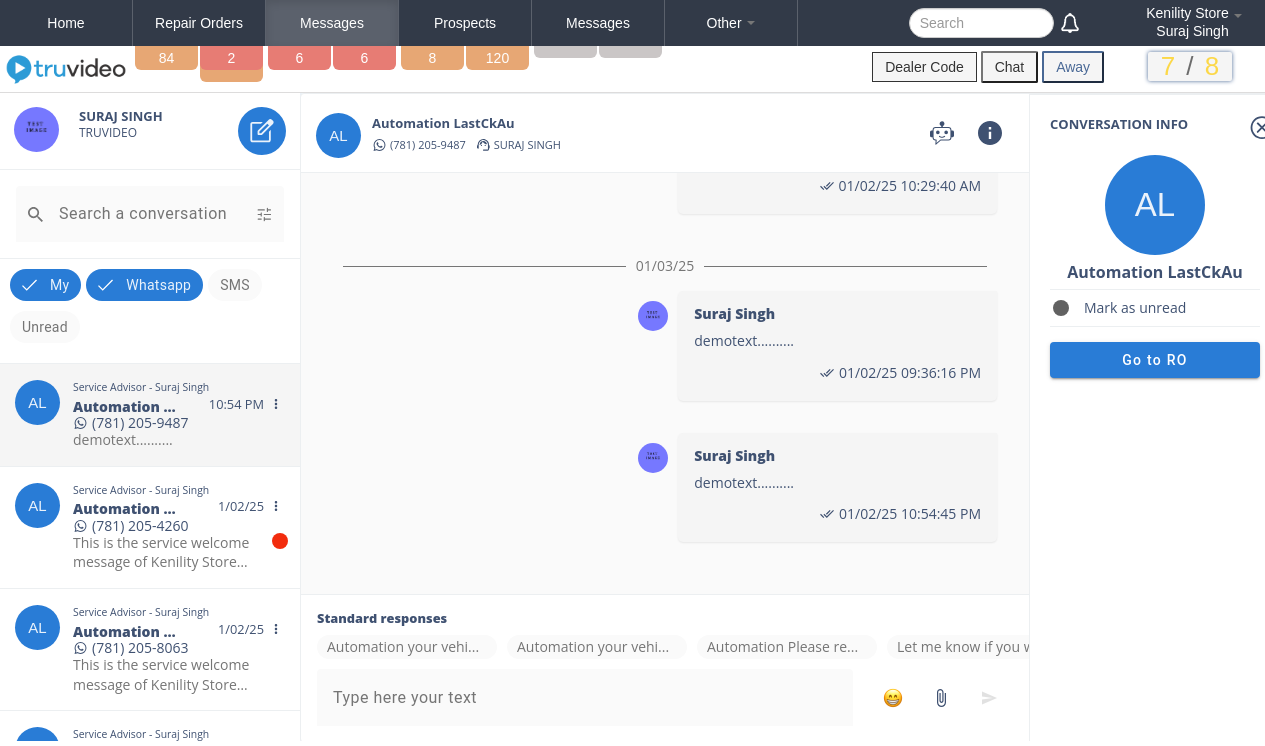 Home
Repair Orders
Messages
Prospects
Messages
Other
Search
Kenility Store
Suraj Singh
truvideo
84
2
6
6
8
120
Dealer Code
Chat
Away
7 / 8
SURAJ SINGH
TRUVIDEO
Search a conversation
My
Whatsapp
SMS
Unread
Service Advisor - Suraj Singh
AL
Automation ...
10:54 PM
(781) 205-9487
demotext..........
Service Advisor - Suraj Singh
AL
Automation ...
1/02/25
(781) 205-4260
This is the service welcome
message of Kenility Store...
Service Advisor - Suraj Singh
AL
Automation ...
1/02/25
(781) 205-8063
This is the service welcome
message of Kenility Store...
Service Advisor - Suraj Singh
AL
Automation LastCkAu
(781) 205-9487
SURAJ SINGH
01/02/25 10:29:40 AM
01/03/25
TEXT
IMAGE
Suraj Singh
demotext..........
01/02/25 09:36:16 PM
TEXT
IMAGE
Suraj Singh
demotext..........
01/02/25 10:54:45 PM
Standard responses
Automation your vehi...
Automation your vehi...
Automation Please re...
Let me know if you w
Type here your text
CONVERSATION INFO
AL
Automation LastCkAu
Mark as unread
Go to RO